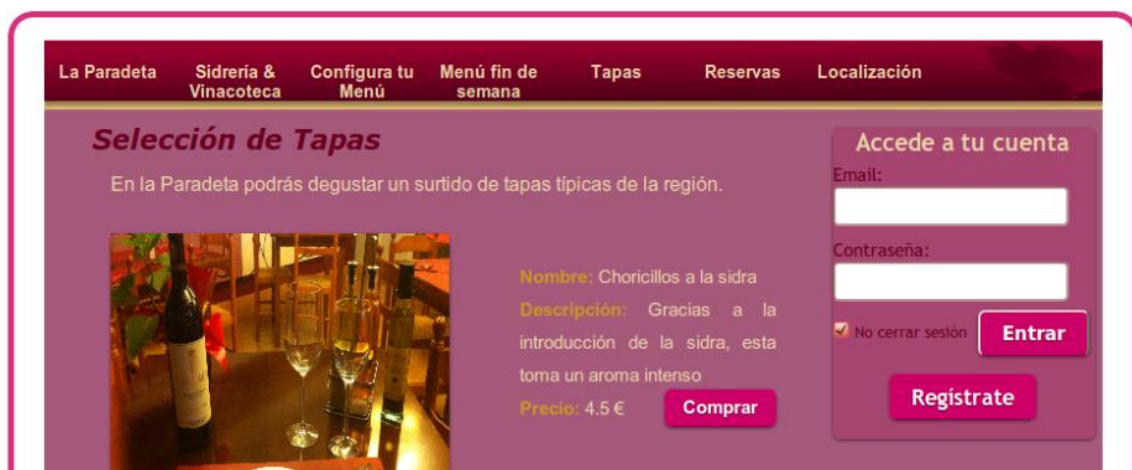 La Paradeta Sidrería & Configura tu Menú fin de Tapas Reservas Localización
Vinacoteca Menú semana
Selección de Tapas
En la Paradeta podrás degustar un surtido de tapas típicas de la región.
Nombre: Choricillos a la sidra
Descripción: Gracias a la
introducción de la sidra, esta
toma un aroma intenso
Precio: 4.5 € Comprar
Accede a tu cuenta
Email:
Contraseña:
No cerrar sesión Entrar
Regístrate